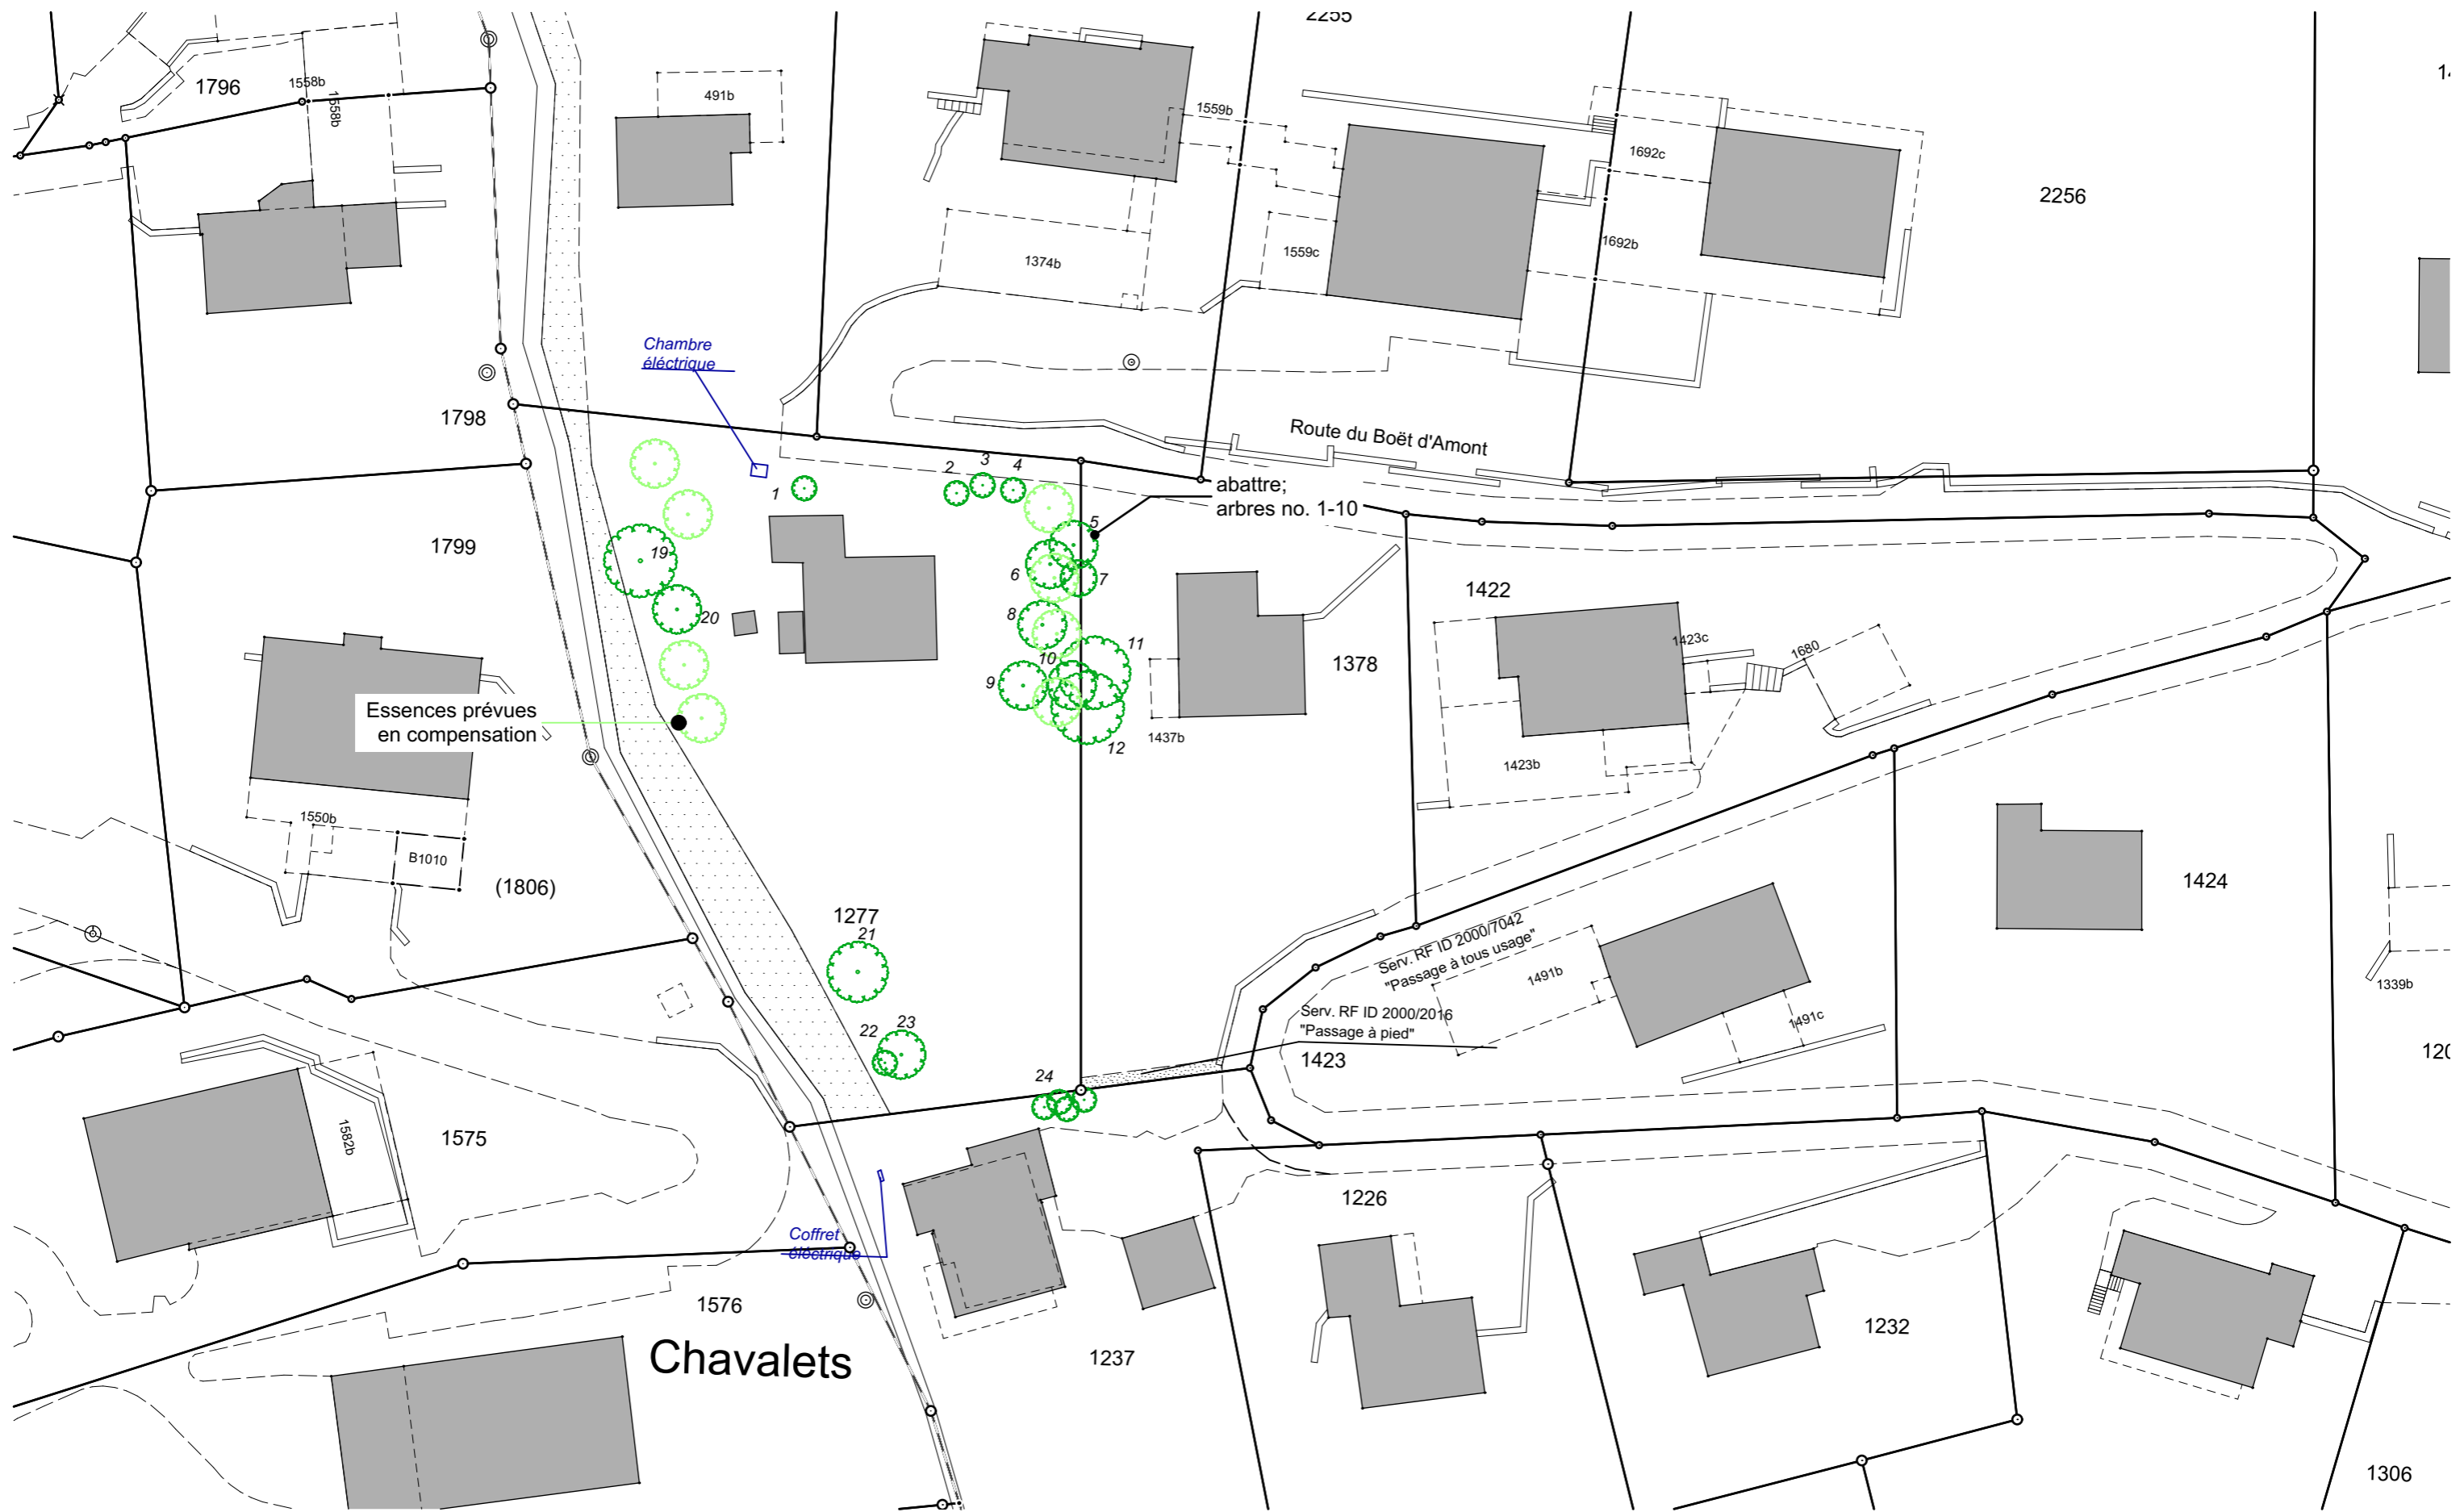 2255
1796
1558b
1558b
491b
1559b
1692c
2256
1374b
1559c
1692b
Chambre
éléctrique
1798
Route du Boët d'Amont
1
2
3
4
abattre;
arbres no. 1-10
5
1799
19
6
7
1422
20
8
11
1423c
1680
10
1378
9
Essences prévues
en compensation
12
1437b
1423b
1550b
B1010
(1806)
1424
1277
21
Serv. RF ID 2000/7042
"Passage à tous usage"
1491b
1339b
Serv. RF ID 2000/2016
"Passage à pied"
1491c
22
23
1423
24
1582b
1575
1226
Coffret
éléctrique
1576
1232
Chavalets
1237
1306